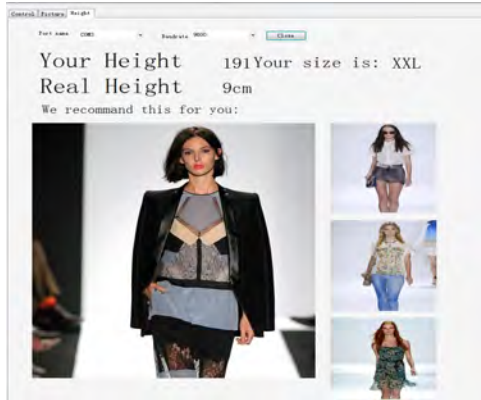 Control Picture Height
Port name COM3 Baudrate 9600 Close
Your Height 191Your size is: XXL
Real Height 9cm
We recommand this for you: